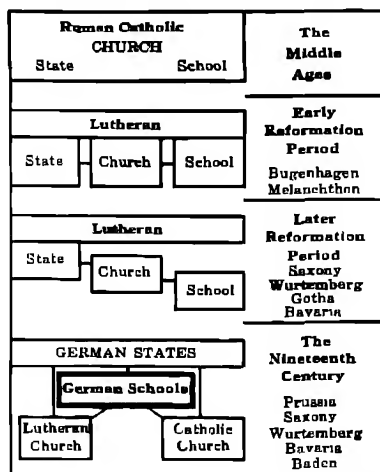 Roman Catholic
CHURCH
State School
The
Middle
Ages
Lutheran
State Church School
Early
Reformation
Period
Bugenhagen
Melanchthon
Lutheran
State
Church
School
Later
Reformation
Period
Saxony
Wurtemberg
Gotha
Bavaria
GERMAN STATES
German Schools
Lutheran
Church
Catholic
Church
The
Nineteenth
Century
Prussia
Saxony
Wurtemberg
Bavaria
Baden